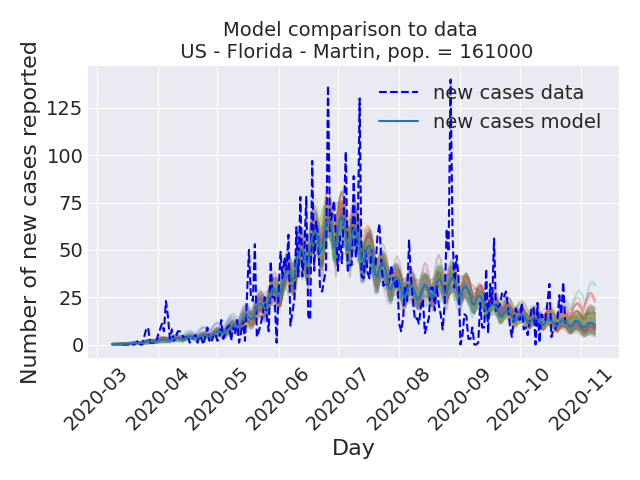 Model comparison to data
US - Florida - Martin, pop. = 161000
new cases data
new cases model
Number of new cases reported
125
100
75
50
25
0
2020-03
2020-04
2020-05
2020-06
2020-07
2020-08
2020-09
2020-10
2020-11
Day